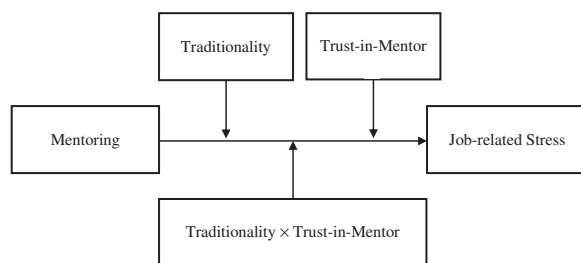 Traditionality
Trust-in-Mentor
Mentoring
Job-related Stress
Traditionality × Trust-in-Mentor